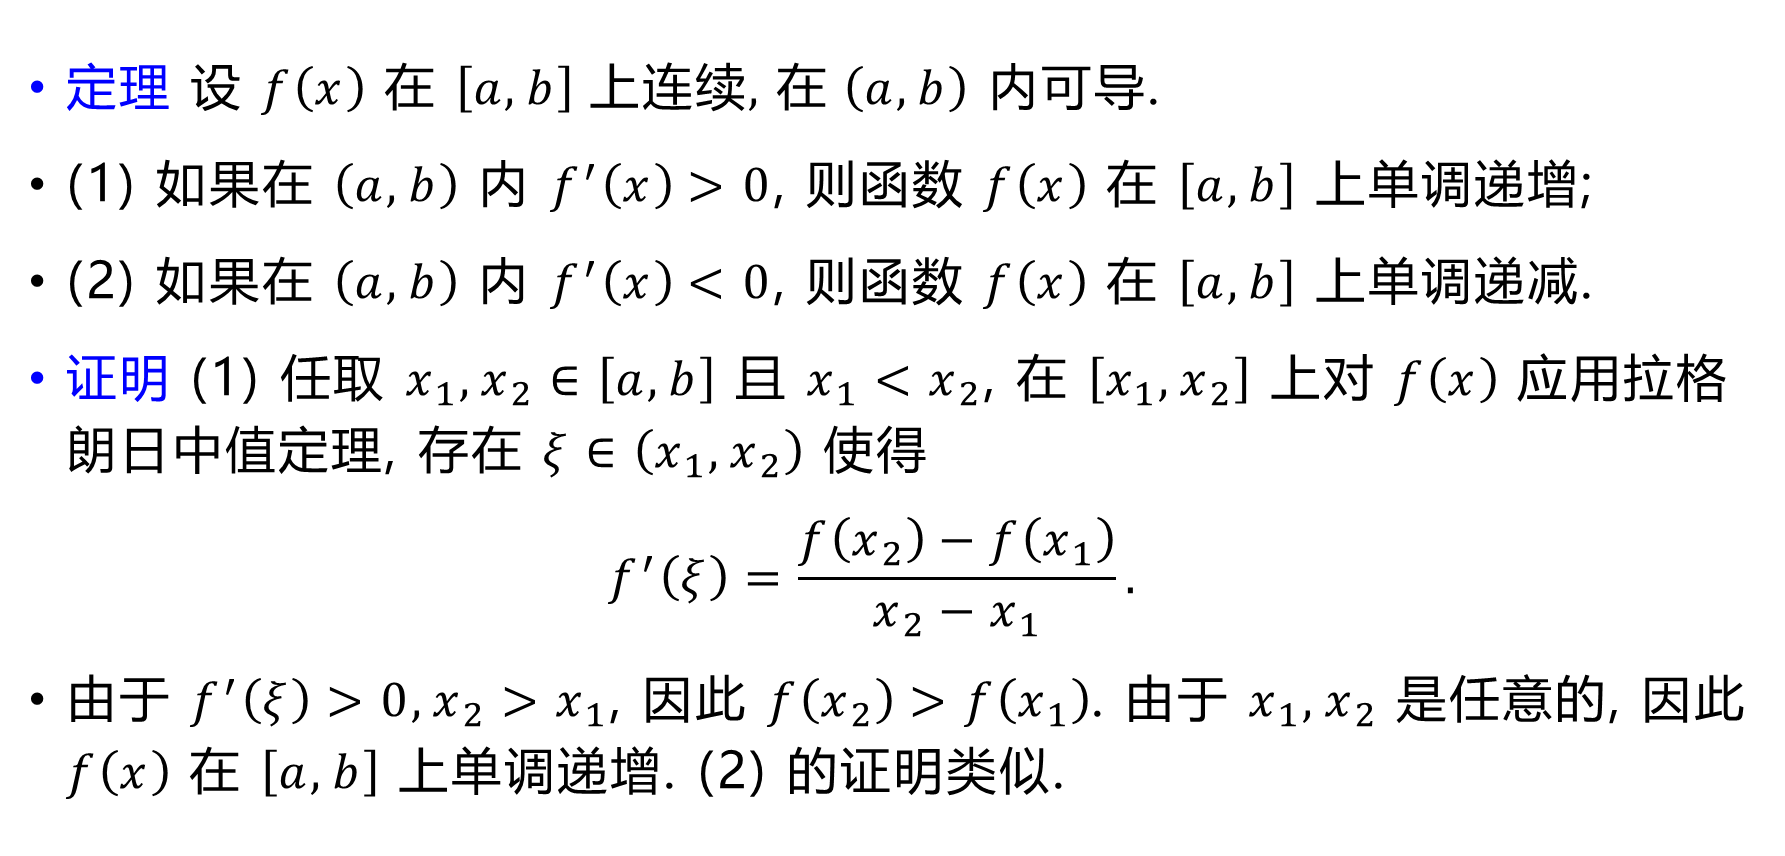 • 定理 设 f(x) 在 [a, b] 上连续, 在 (a, b) 内可导.
• (1) 如果在 (a, b) 内 f′(x) > 0, 则函数 f(x) 在 [a, b] 上单调递增;
• (2) 如果在 (a, b) 内 f′(x) < 0, 则函数 f(x) 在 [a, b] 上单调递减.
• 证明 (1) 任取 x₁, x₂ ∈ [a, b] 且 x₁ < x₂, 在 [x₁, x₂] 上对 f(x) 应用拉格
朗日中值定理, 存在 ξ ∈ (x₁, x₂) 使得
f′(ξ) = (f(x₂) − f(x₁)) / (x₂ − x₁).
• 由于 f′(ξ) > 0, x₂ > x₁, 因此 f(x₂) > f(x₁). 由于 x₁, x₂ 是任意的, 因此
f(x) 在 [a, b] 上单调递增. (2) 的证明类似.